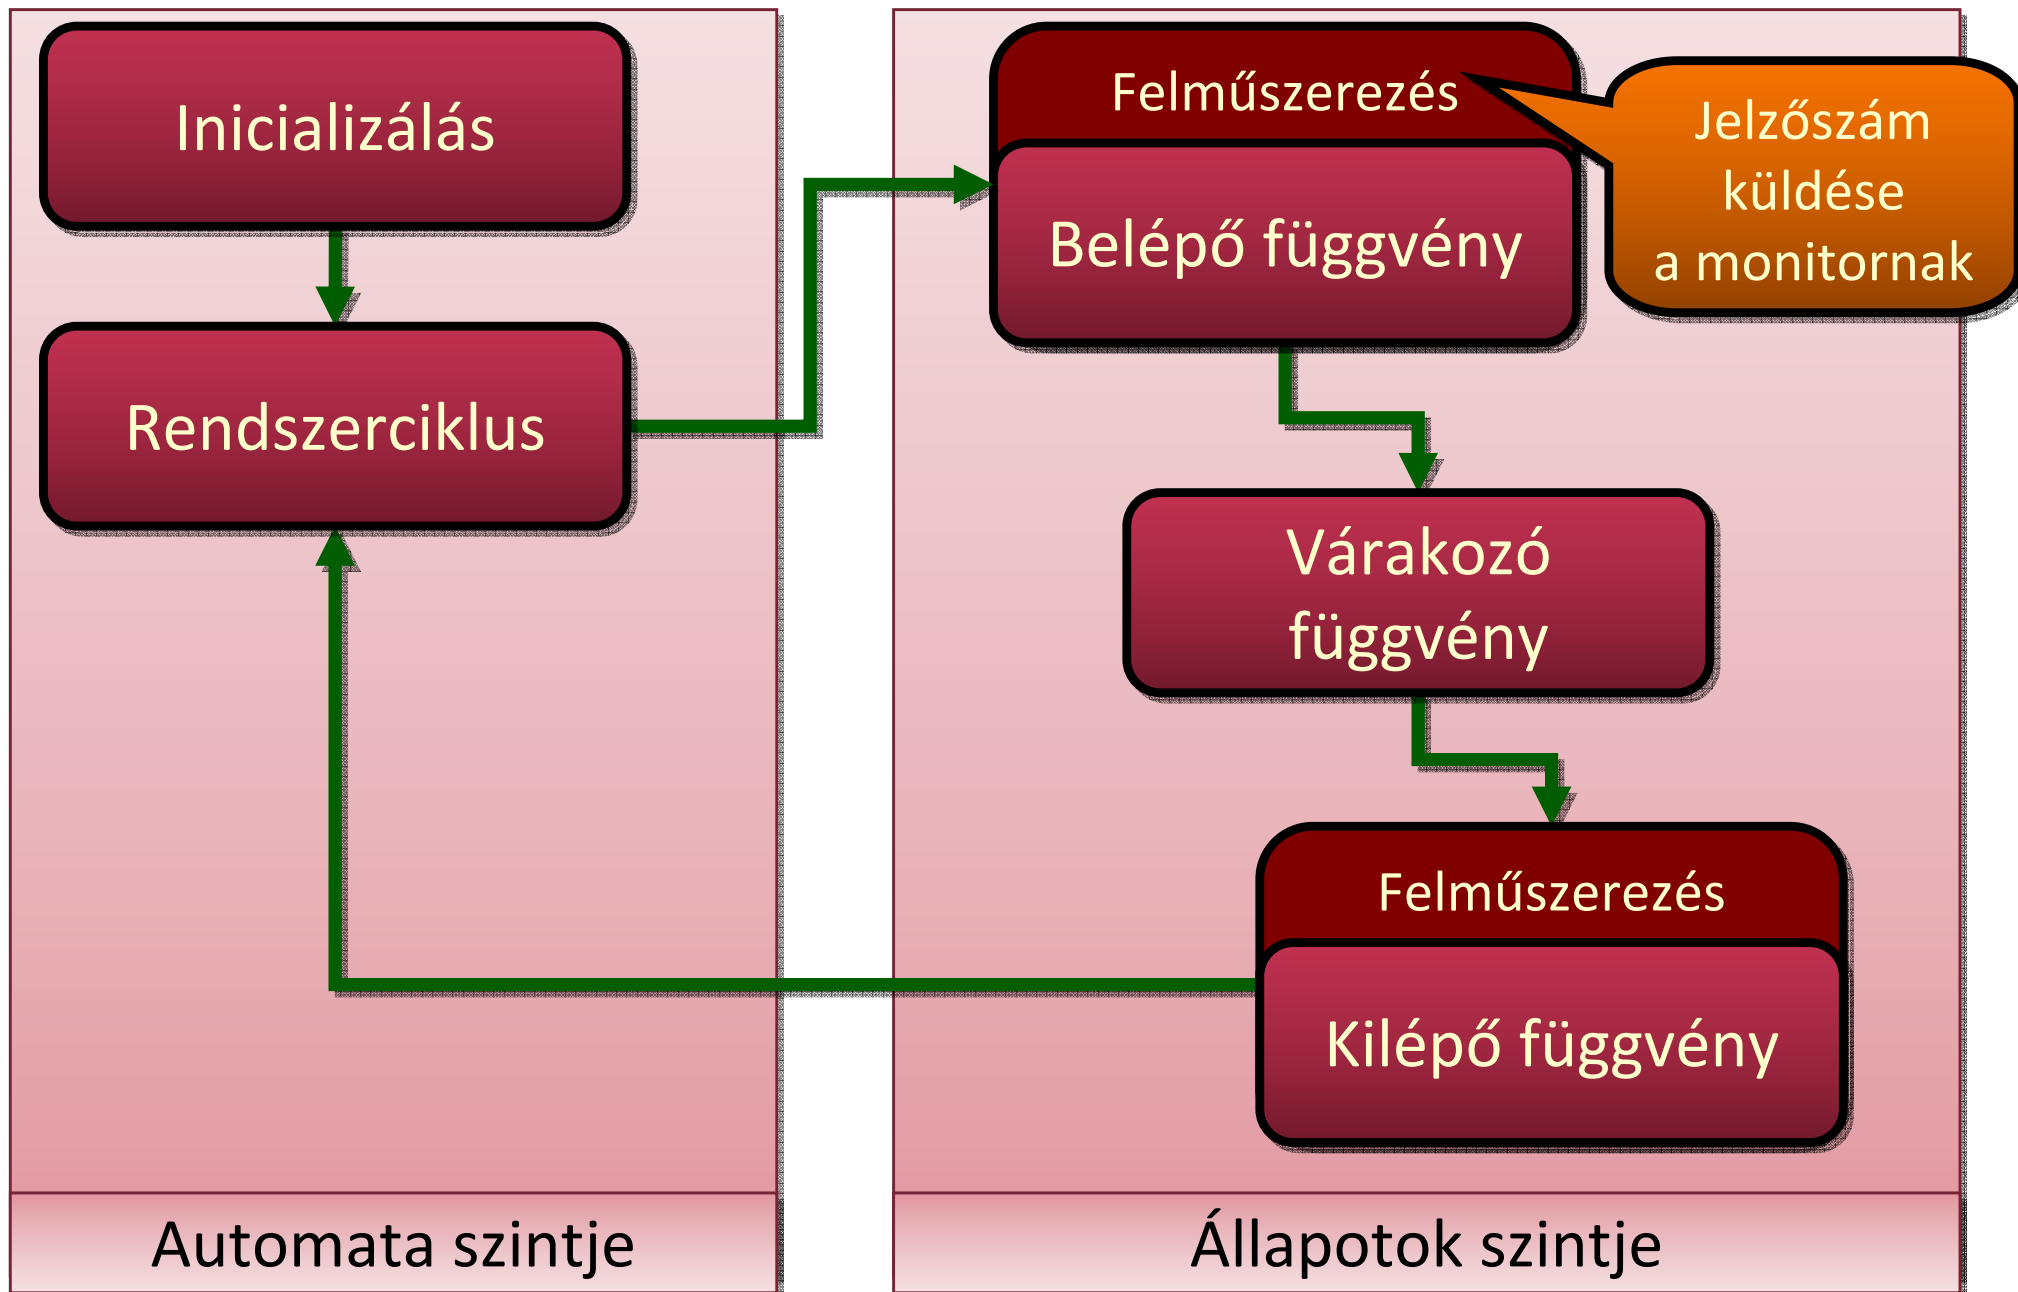 Inicializálás
Rendszerciklus
Automata szintje
Felműszerezés
Belépő függvény
Jelzőszám
küldése
a monitornak
Várakozó
függvény
Felműszerezés
Kilépő függvény
Állapotok szintje